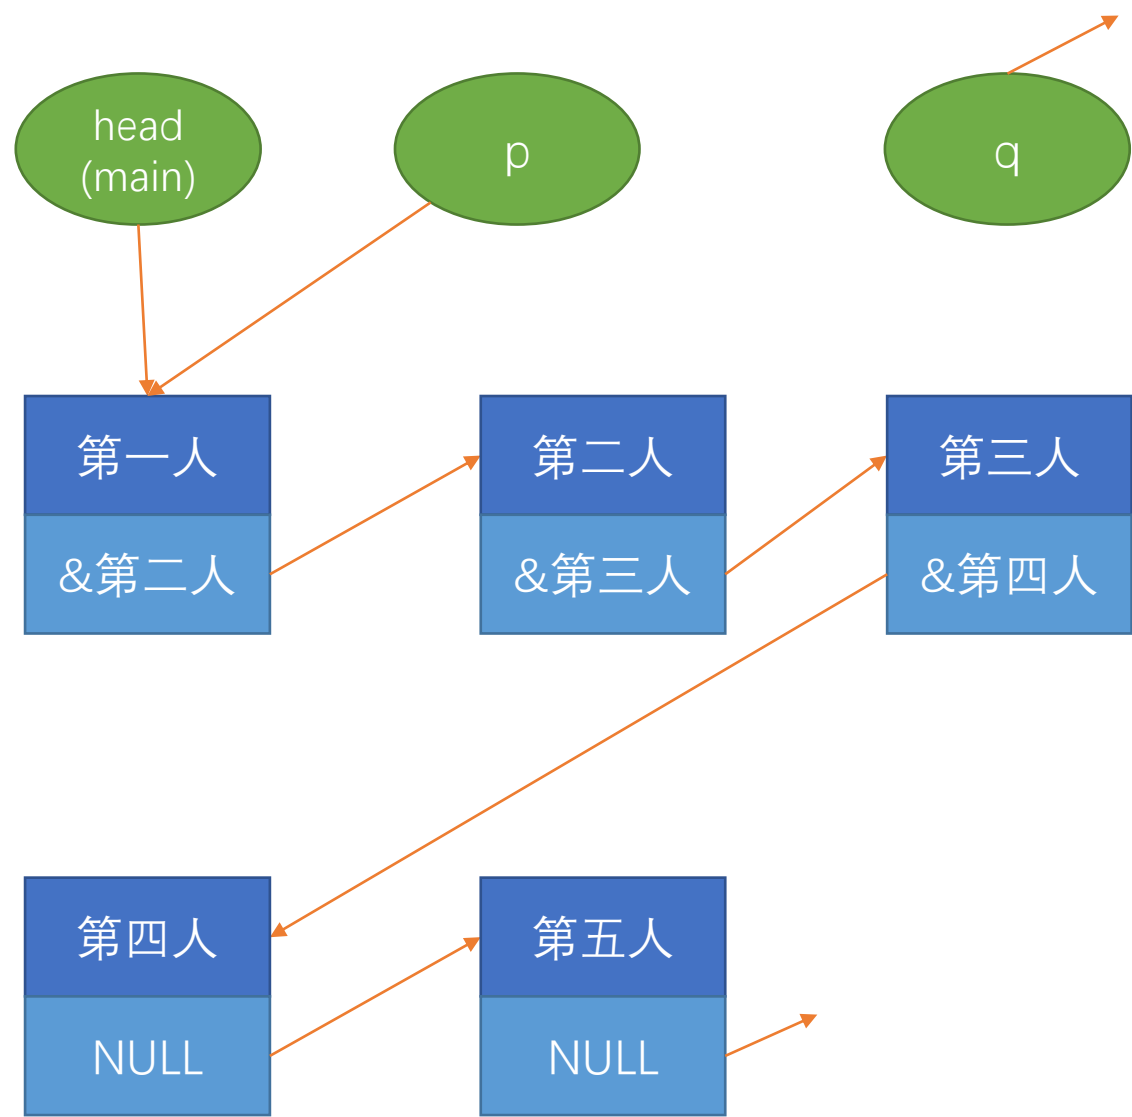 head
(main)
p
q
第一人
第二人
第三人
&第二人
&第三人
&第四人
第四人
第五人
NULL
NULL